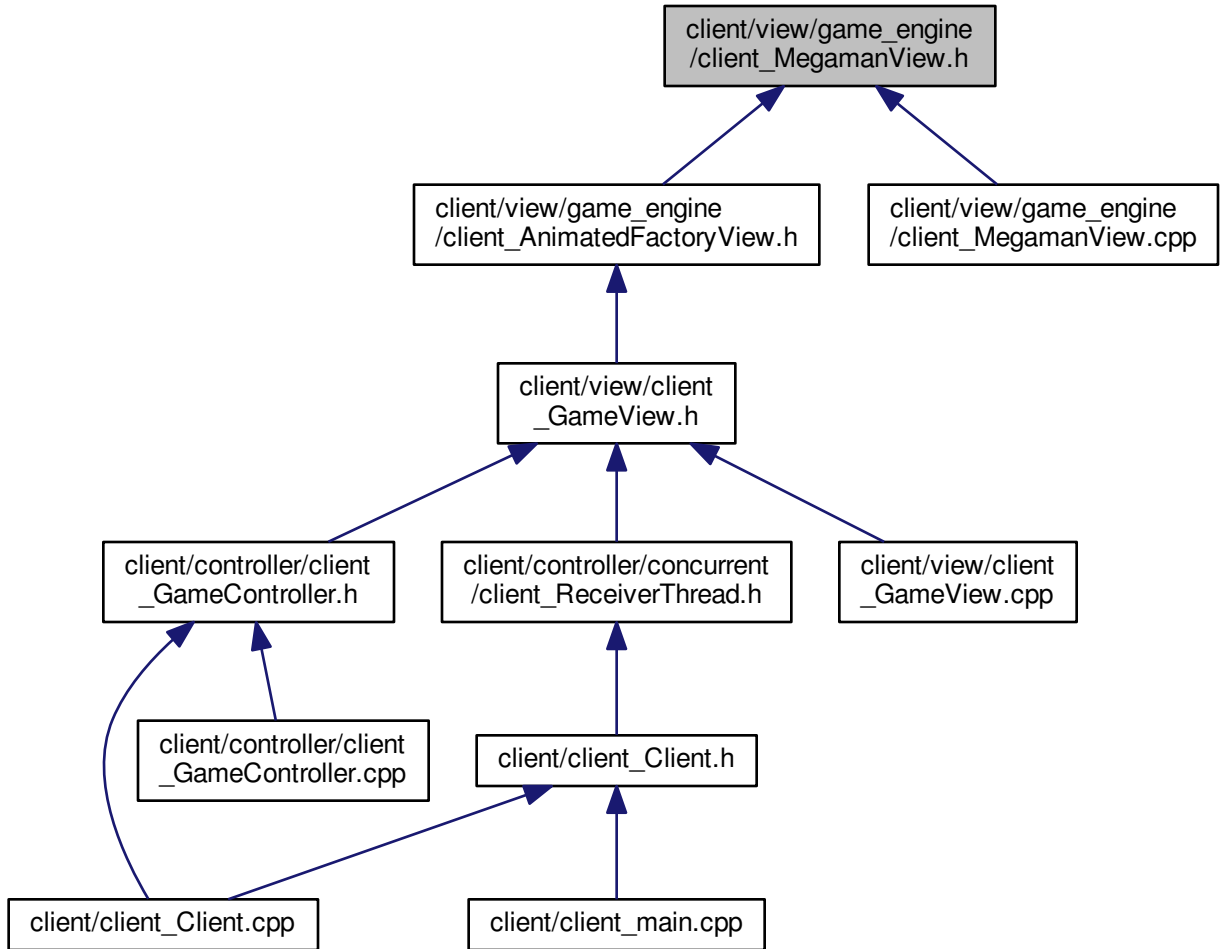 client/view/game_engine
/client_MegamanView.h
client/view/game_engine
/client_AnimatedFactoryView.h
client/view/game_engine
/client_MegamanView.cpp
client/view/client
_GameView.h
client/controller/client
_GameController.h
client/controller/concurrent
/client_ReceiverThread.h
client/view/client
_GameView.cpp
client/controller/client
_GameController.cpp
client/client_Client.h
client/client_Client.cpp
client/client_main.cpp